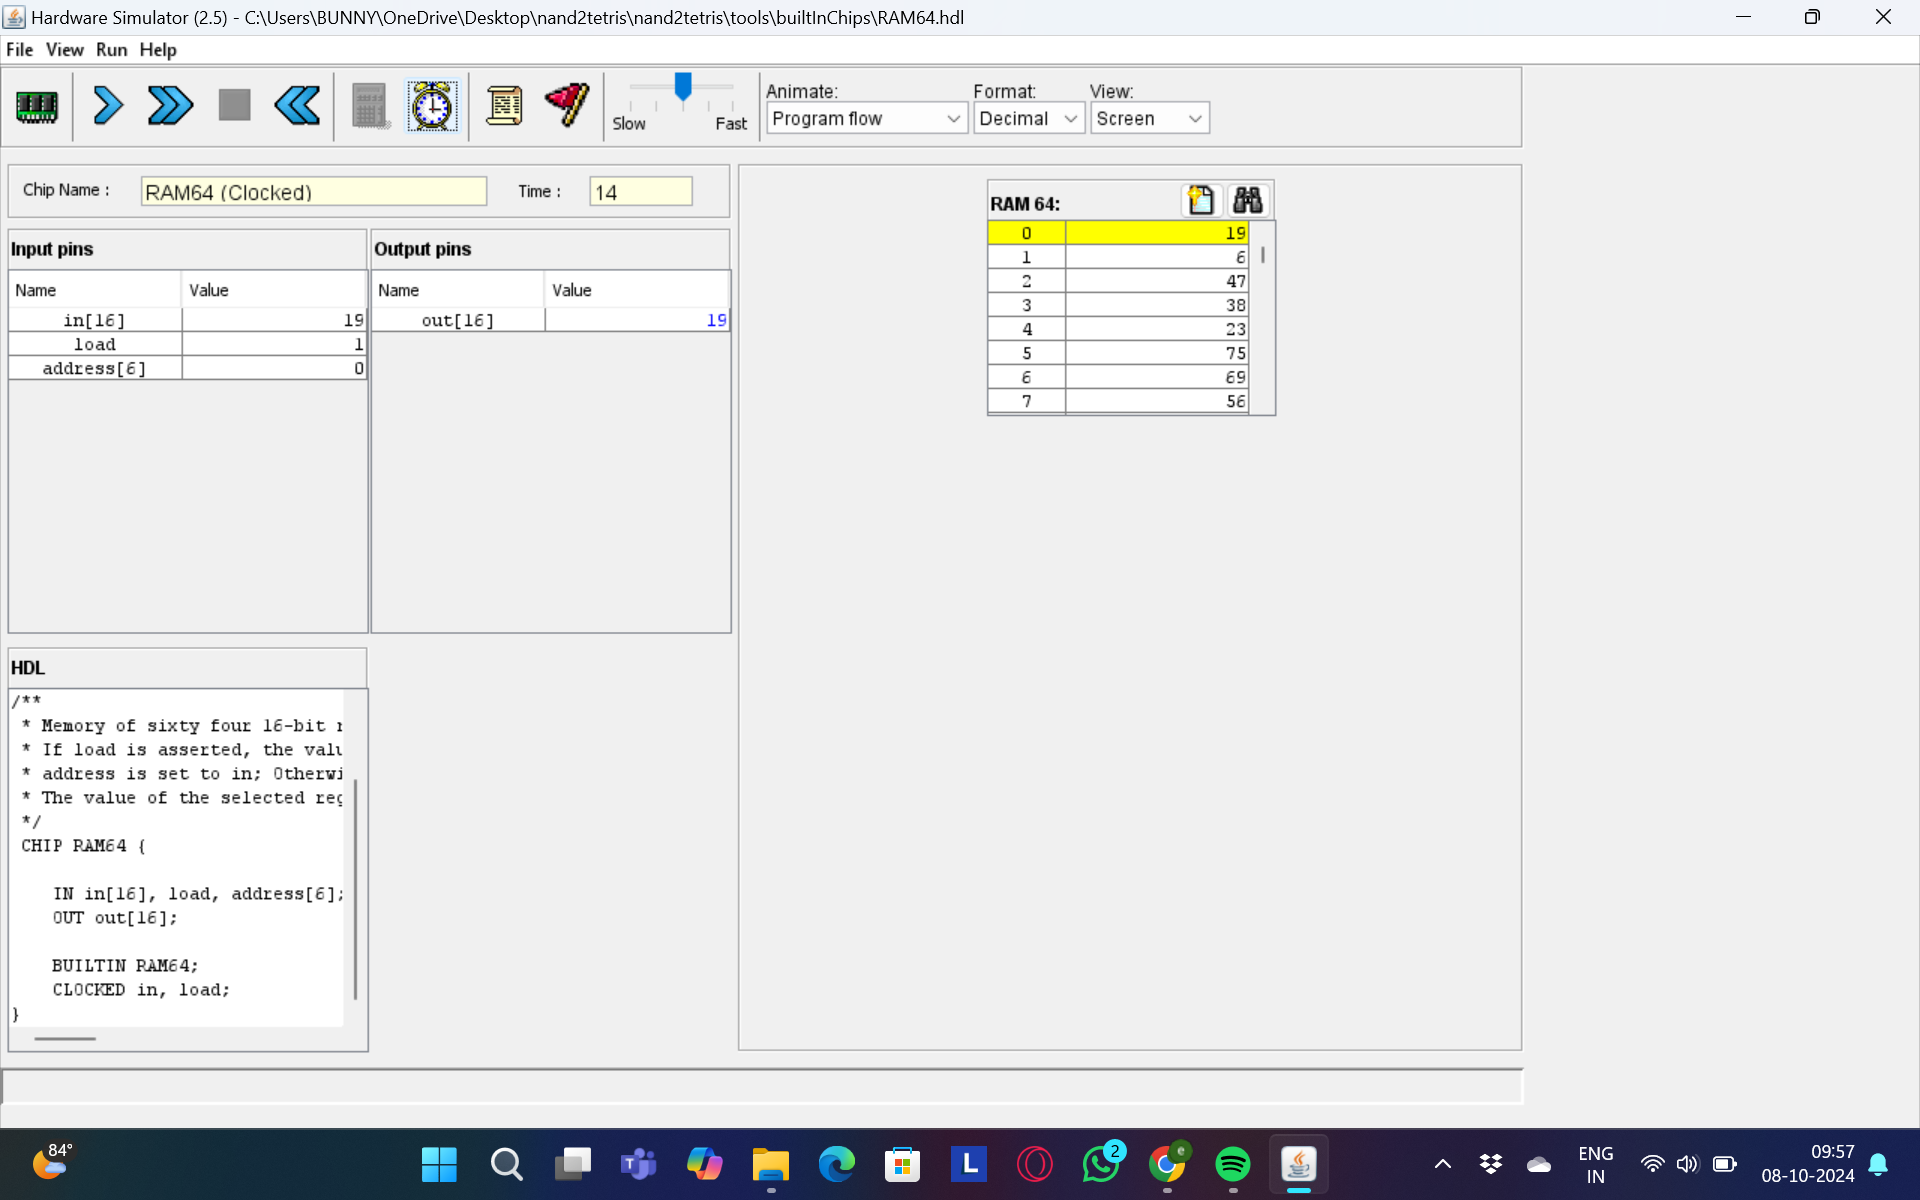 Hardware Simulator (2.5) - C:\Users\BUNNY\OneDrive\Desktop\nand2tetris\nand2tetris\tools\builtInChips\RAM64.hdl
File View Run Help
Slow Fast
Animate: Format: View:
Program flow Decimal Screen
Chip Name : RAM64 (Clocked) Time : 14
Input pins
Name Value
in[16] 19
load 1
address[6] 0
Output pins
Name Value
out[16] 19
RAM 64:
0 19
1 6
2 47
3 38
4 23
5 75
6 69
7 56
HDL
/**
* Memory of sixty four 16-bit r
* If load is asserted, the valu
* address is set to in; Otherwi
* The value of the selected reg
*/
CHIP RAM64 {
IN in[16], load, address[6];
OUT out[16];
BUILTIN RAM64;
CLOCKED in, load;
}
84°
L
2
e
ENG
IN
09:57
08-10-2024